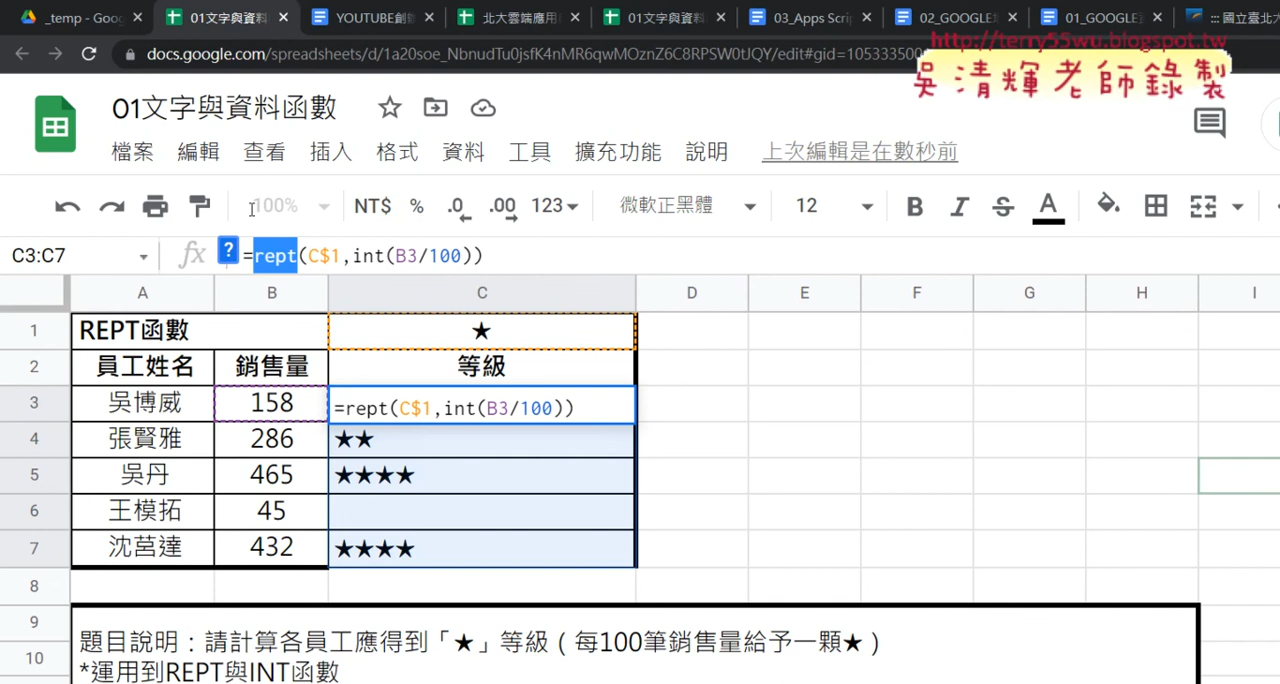 _temp - Goo
01文字與資料
YOUTUBE創
北大雲端應用
01文字與資料
03_Apps Scri
02_GOOGLE
01_GOOGLE
::: 國立臺北大
docs.google.com/spreadsheets/d/1a20soe_NbnudTu0jsfK4nMR6qwMOznZ6C8RPSW0tJQY/edit#gid=105333500
http://terry55wu.blogspot.tw
吳清輝老師錄製
01文字與資料函數
檔案 編輯 查看 插入 格式 資料 工具 擴充功能 說明 上次編輯是在數秒前
100% NT$ % .0 .00 123 微軟正黑體 12 B I S A
C3:C7 fx ? =rept(C$1,int(B3/100))
A B C D E F G H I
1 REPT函數 ★
2 員工姓名 銷售量 等級
3 吳博威 158 =rept(C$1,int(B3/100))
4 張賢雅 286 ★★
5 吳丹 465 ★★★★
6 王模拓 45
7 沈莒達 432 ★★★★
8
9
題目說明：請計算各員工應得到「★」等級（每100筆銷售量給予一顆★）
10
*運用到REPT與INT函數